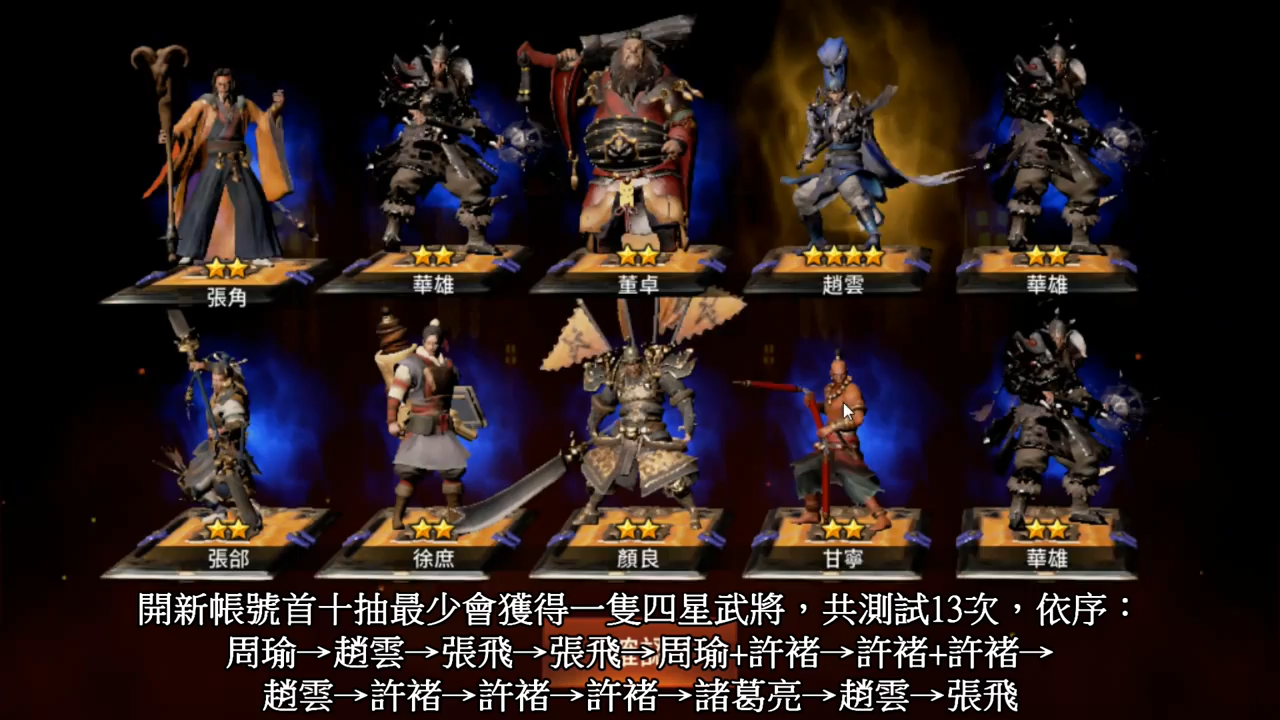 張角
華雄
董卓
趙雲
華雄
張郃
徐庶
顏良
甘寧
華雄
開新帳號首十抽最少會獲得一隻四星武將，共測試13次，依序：
周瑜→趙雲→張飛→張飛→周瑜+許褚→許褚+許褚→
趙雲→許褚→許褚→許褚→諸葛亮→趙雲→張飛